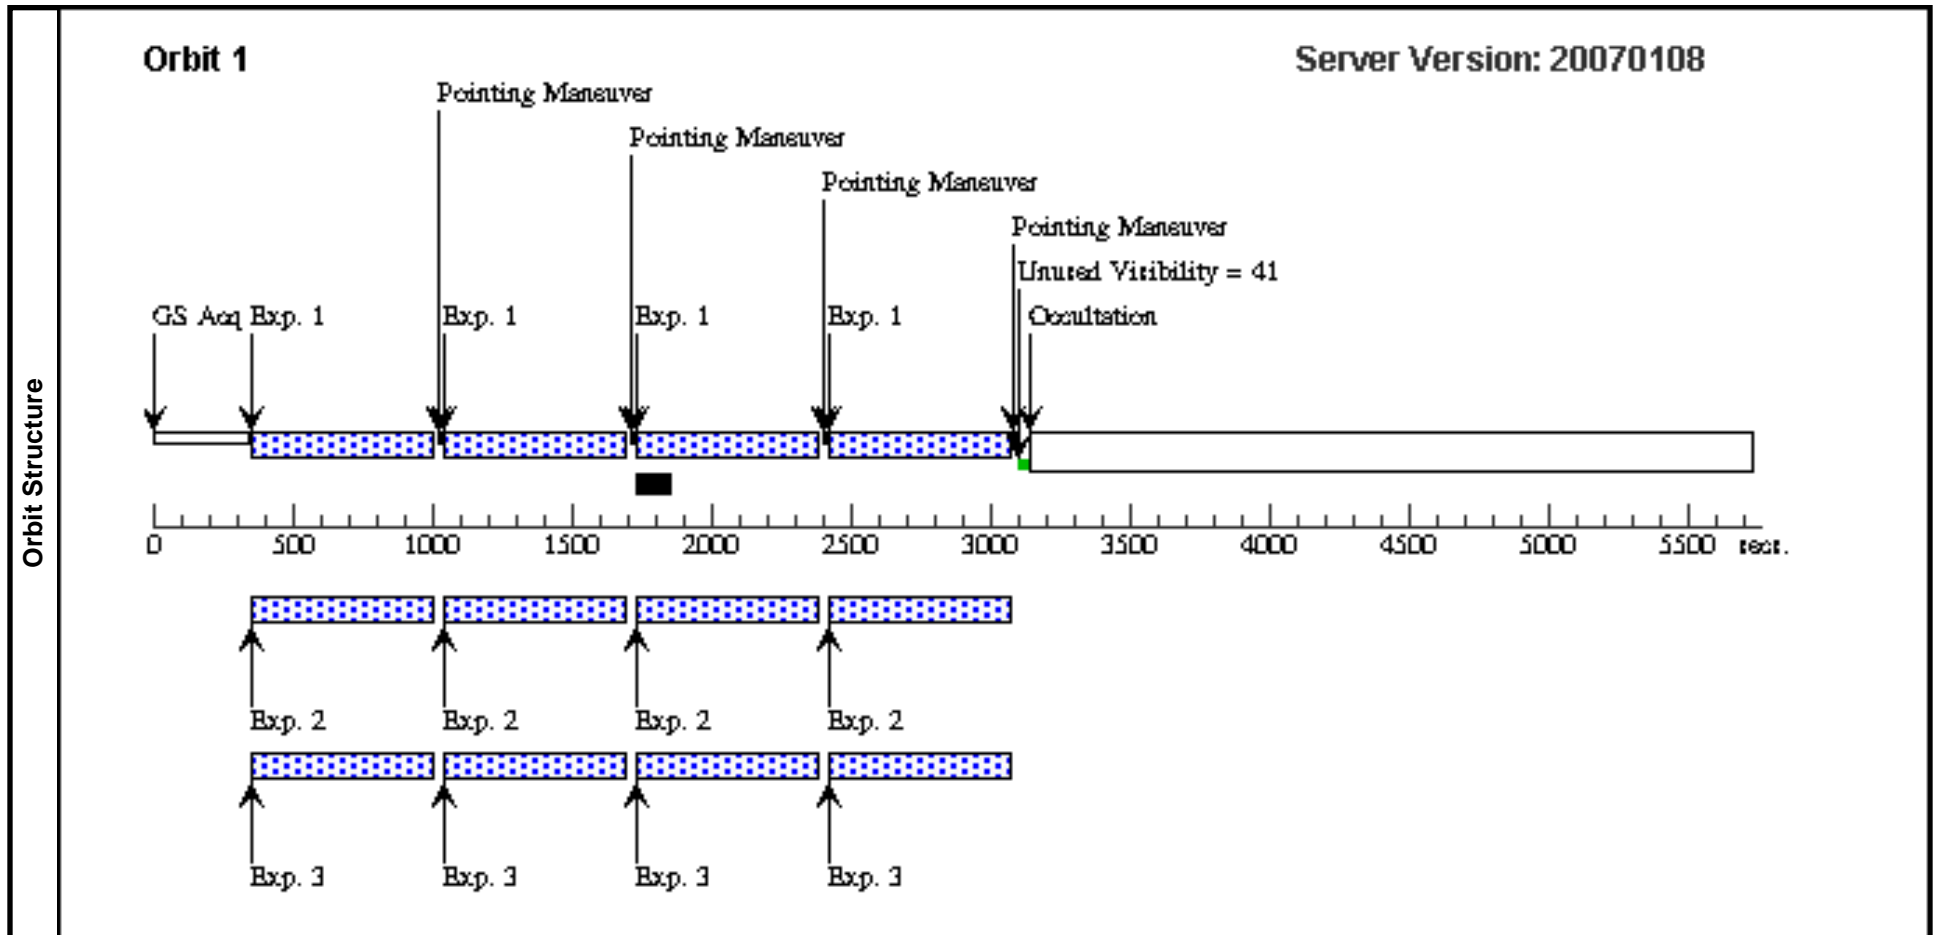 Orbit Structure
Orbit 1 Server Version: 20070108
Pointing Maneuver
Pointing Maneuver
Pointing Maneuver
Pointing Maneuver
Unused Visibility = 41
GS Acq Exp. 1 Exp. 1 Exp. 1 Exp. 1 Occultation
0 500 1000 1500 2000 2500 3000 3500 4000 4500 5000 5500 secs.
Exp. 2 Exp. 2 Exp. 2 Exp. 2
Exp. 3 Exp. 3 Exp. 3 Exp. 3